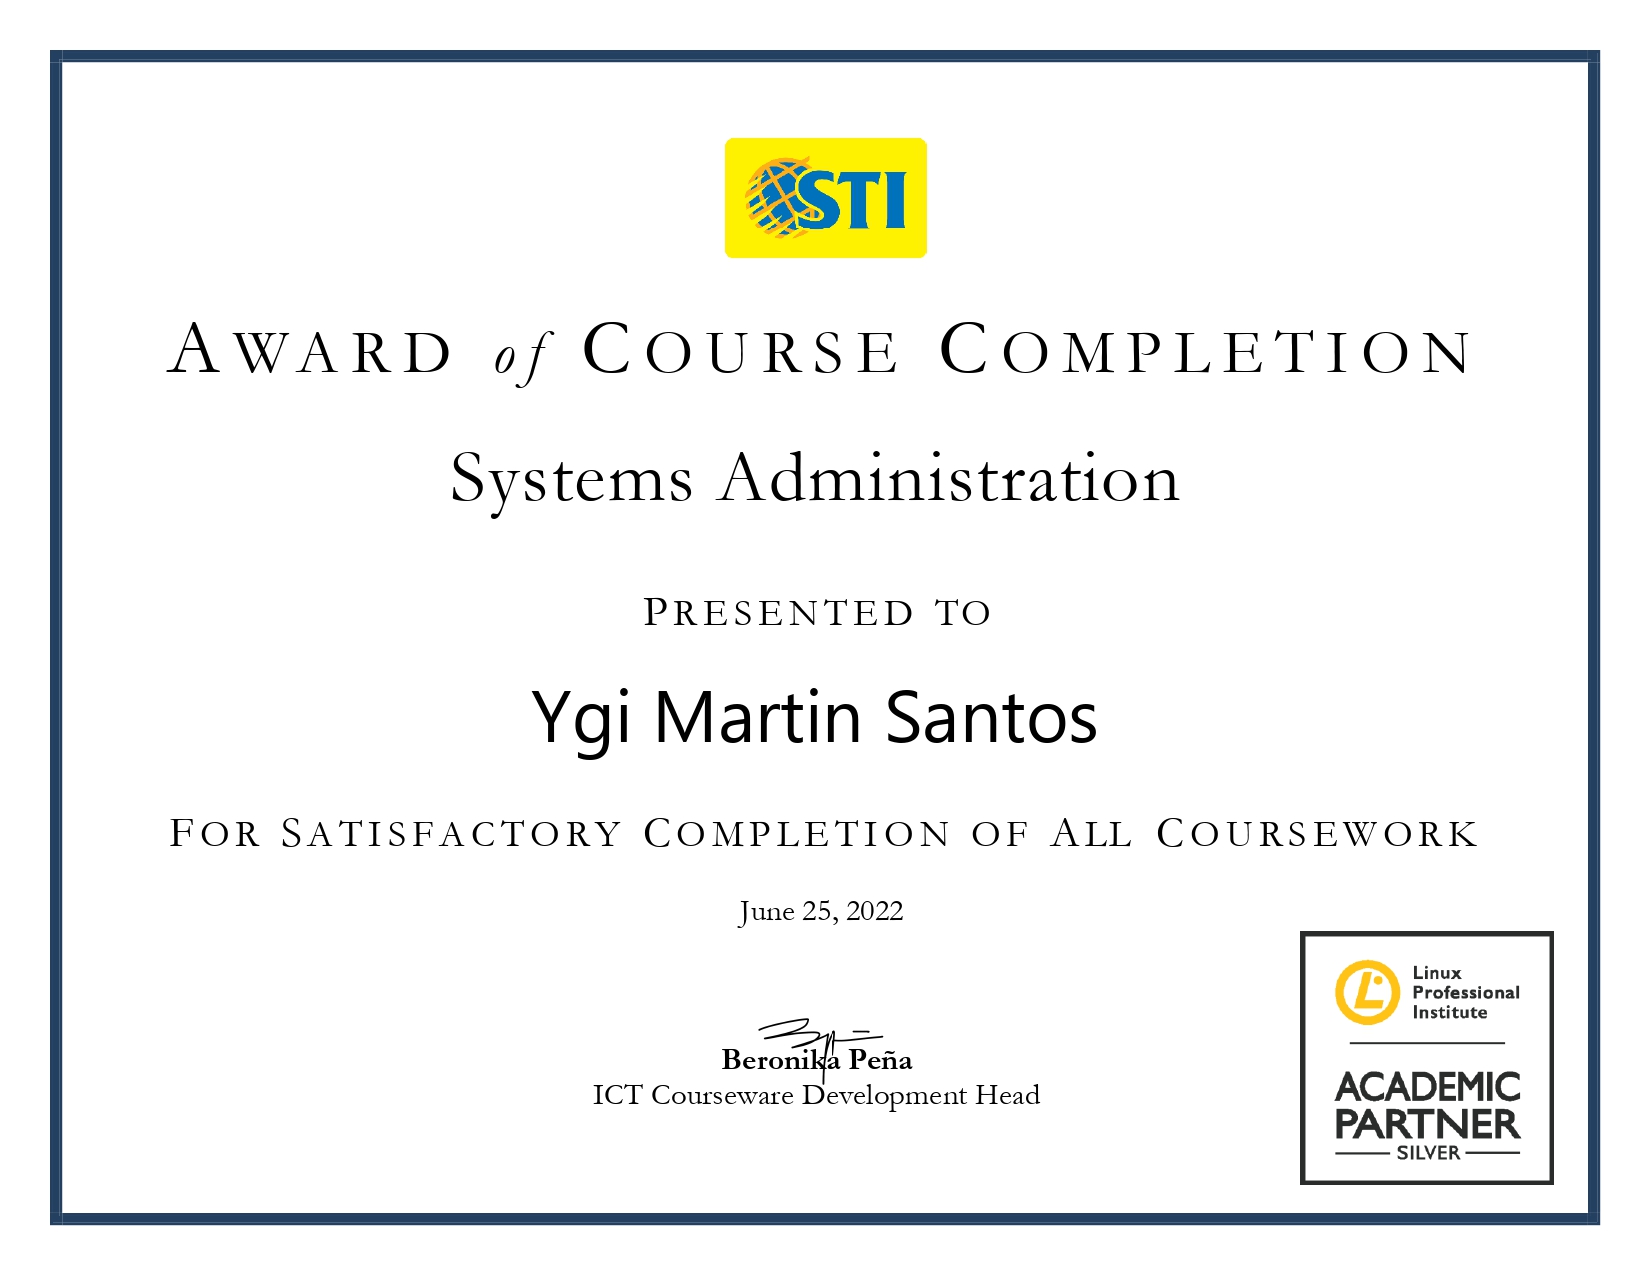 STI
AWARD of COURSE COMPLETION
Systems Administration
PRESENTED TO
Ygi Martin Santos
FOR SATISFACTORY COMPLETION OF ALL COURSEWORK
June 25, 2022
Beronika Peña
ICT Courseware Development Head
Linux
Professional
Institute
ACADEMIC
PARTNER
SILVER